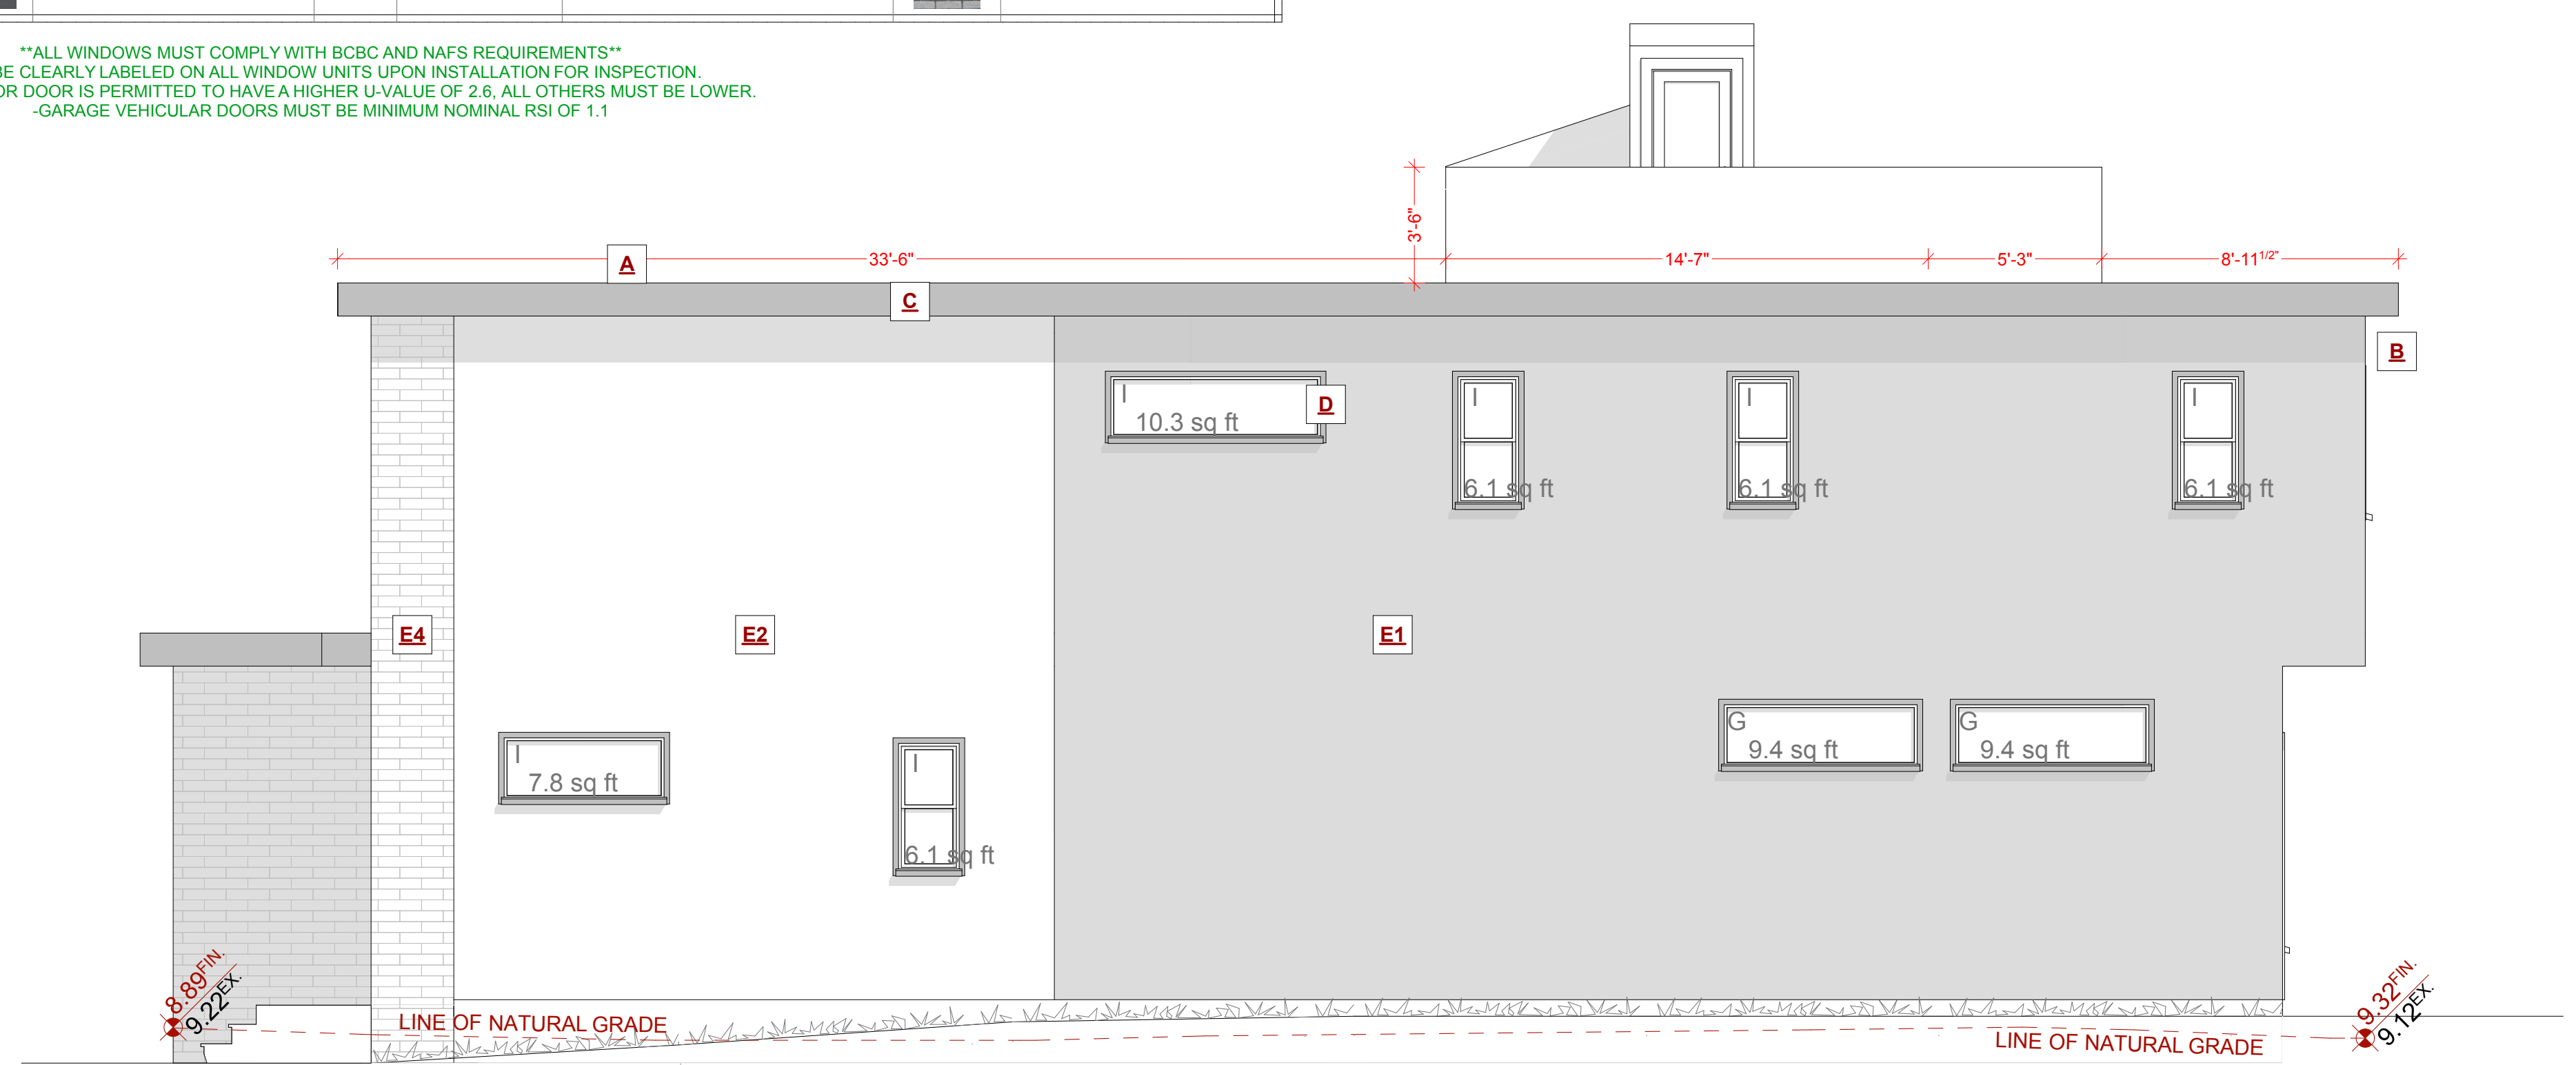 **ALL WINDOWS MUST COMPLY WITH BCBC AND NAFS REQUIREMENTS**
BE CLEARLY LABELED ON ALL WINDOW UNITS UPON INSTALLATION FOR INSPECTION.
OR DOOR IS PERMITTED TO HAVE A HIGHER U-VALUE OF 2.6, ALL OTHERS MUST BE LOWER.
-GARAGE VEHICULAR DOORS MUST BE MINIMUM NOMINAL RSI OF 1.1
3'-6"
33'-6"
14'-7"
5'-3"
8'-11 1/2"
A
C
B
D
I
10.3 sq ft
I
6.1 sq ft
I
6.1 sq ft
I
6.1 sq ft
E4
E2
E1
I
7.8 sq ft
I
6.1 sq ft
G
9.4 sq ft
G
9.4 sq ft
8.89 FIN.
9.22 EX.
LINE OF NATURAL GRADE
LINE OF NATURAL GRADE
9.32 FIN.
9.12 EX.